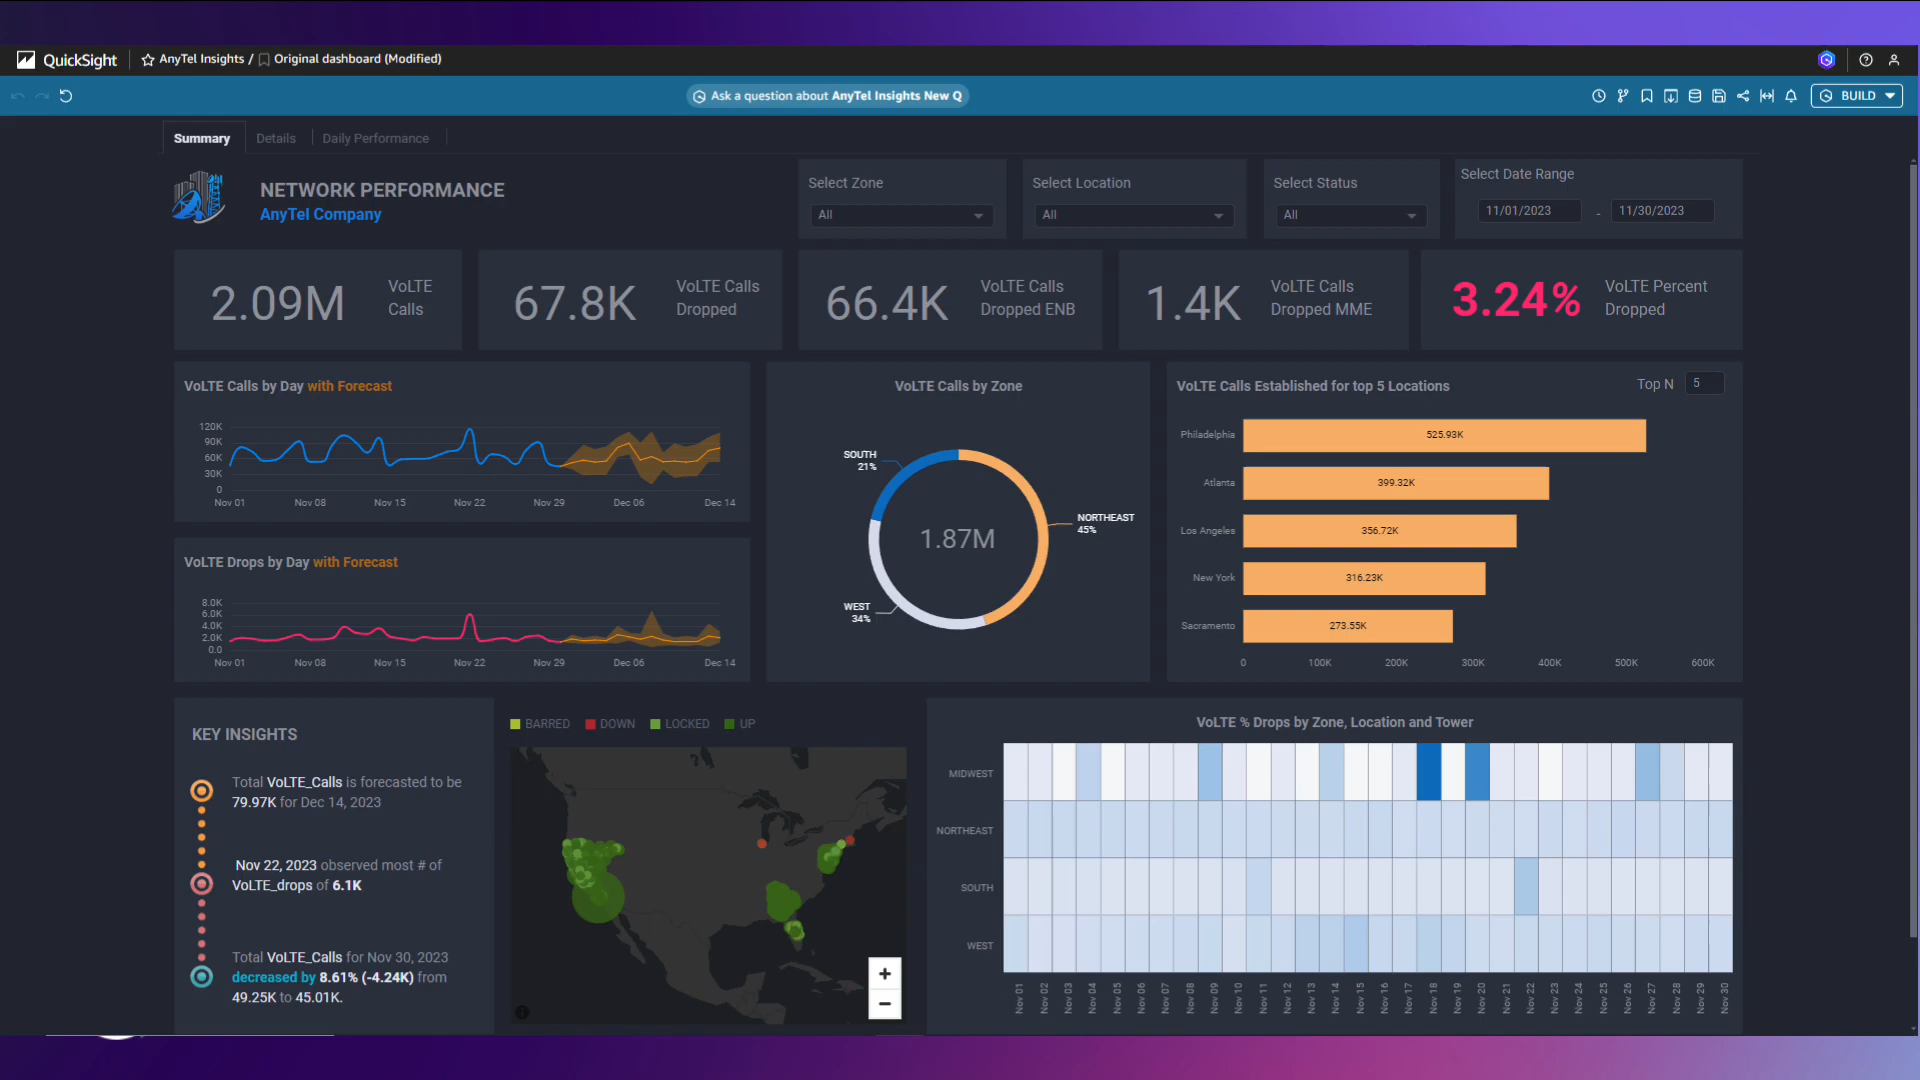 QuickSight
AnyTel Insights / Original dashboard (Modified)
Ask a question about AnyTel Insights New Q
BUILD
Summary
Details
Daily Performance
NETWORK PERFORMANCE
AnyTel Company
Select Zone
All
Select Location
All
Select Status
All
Select Date Range
11/01/2023 - 11/30/2023
2.09M
VoLTE
Calls
67.8K
VoLTE Calls
Dropped
66.4K
VoLTE Calls
Dropped ENB
1.4K
VoLTE Calls
Dropped MME
3.24%
VoLTE Percent
Dropped
VoLTE Calls by Day with Forecast
120K
90K
60K
30K
0
Nov 01 Nov 08 Nov 15 Nov 22 Nov 29 Dec 06 Dec 14
VoLTE Drops by Day with Forecast
8.0K
6.0K
4.0K
2.0K
0.0
Nov 01 Nov 08 Nov 15 Nov 22 Nov 29 Dec 06 Dec 14
VoLTE Calls by Zone
SOUTH
21%
NORTHEAST
45%
1.87M
WEST
34%
VoLTE Calls Established for top 5 Locations
Top N 5
Philadelphia 525.93K
Atlanta 399.32K
Los Angeles 356.72K
New York 316.23K
Sacramento 273.55K
0 100K 200K 300K 400K 500K 600K
KEY INSIGHTS
Total VoLTE_Calls is forecasted to be
79.97K for Dec 14, 2023
Nov 22, 2023 observed most # of
VoLTE_drops of 6.1K
Total VoLTE_Calls for Nov 30, 2023
decreased by 8.61% (-4.24K) from
49.25K to 45.01K.
BARRED DOWN LOCKED UP
+
−
VoLTE % Drops by Zone, Location and Tower
MIDWEST
NORTHEAST
SOUTH
WEST
Nov 01 Nov 02 Nov 03 Nov 04 Nov 05 Nov 06 Nov 07 Nov 08 Nov 09 Nov 10 Nov 11 Nov 12 Nov 13 Nov 14 Nov 15 Nov 16 Nov 17 Nov 18 Nov 19 Nov 20 Nov 21 Nov 22 Nov 23 Nov 24 Nov 25 Nov 26 Nov 27 Nov 28 Nov 29 Nov 30